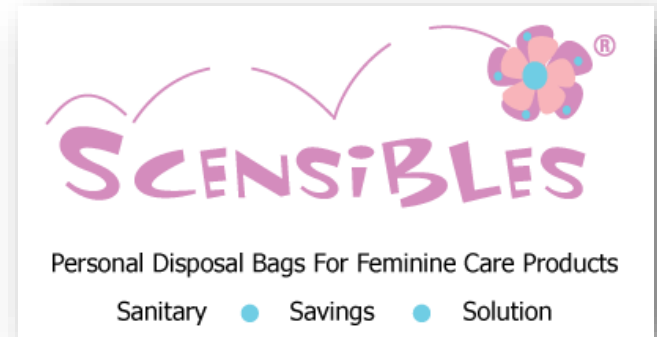 ®
SCENSiBLES
Personal Disposal Bags For Feminine Care Products
Sanitary ● Savings ● Solution